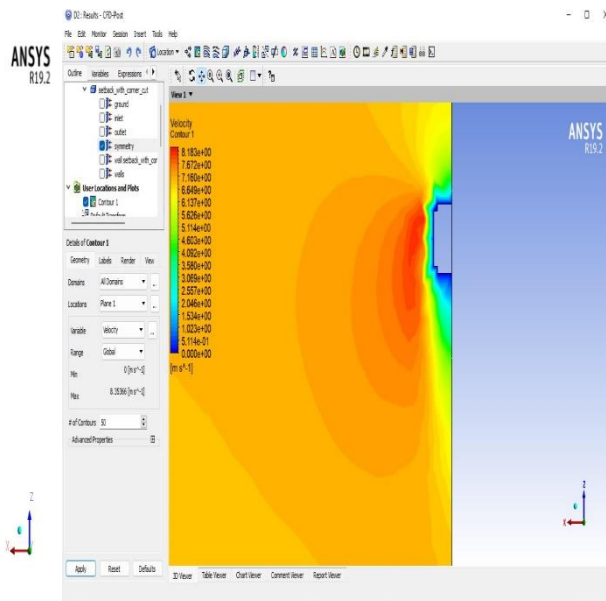 D2 : Results - CFD-Post
File Edit Monitor Session Insert Tools Help
Location
ANSYS
R19.2
Outline Variables Expressions
setback_with_corner_cut
ground
inlet
outlet
symmetry
wall setback_with_cor
walls
User Locations and Plots
Contour 1
Default Transform
View 1
Velocity
Contour 1
8.183e+00
7.672e+00
7.160e+00
6.649e+00
6.137e+00
5.626e+00
5.114e+00
4.603e+00
4.092e+00
3.580e+00
3.069e+00
2.557e+00
2.046e+00
1.534e+00
1.023e+00
5.114e-01
0.000e+00
[m s^-1]
ANSYS
R19.2
Details of Contour 1
Geometry Labels Render View
Domains All Domains ...
Locations Plane 1 ...
Variable Velocity ...
Range Global
Min 0 [m s^-1]
Max 8.35366 [m s^-1]
# of Contours 50
Advanced Properties
Z
X
Z
X
Apply Reset Defaults
3D Viewer Table Viewer Chart Viewer Comment Viewer Report Viewer